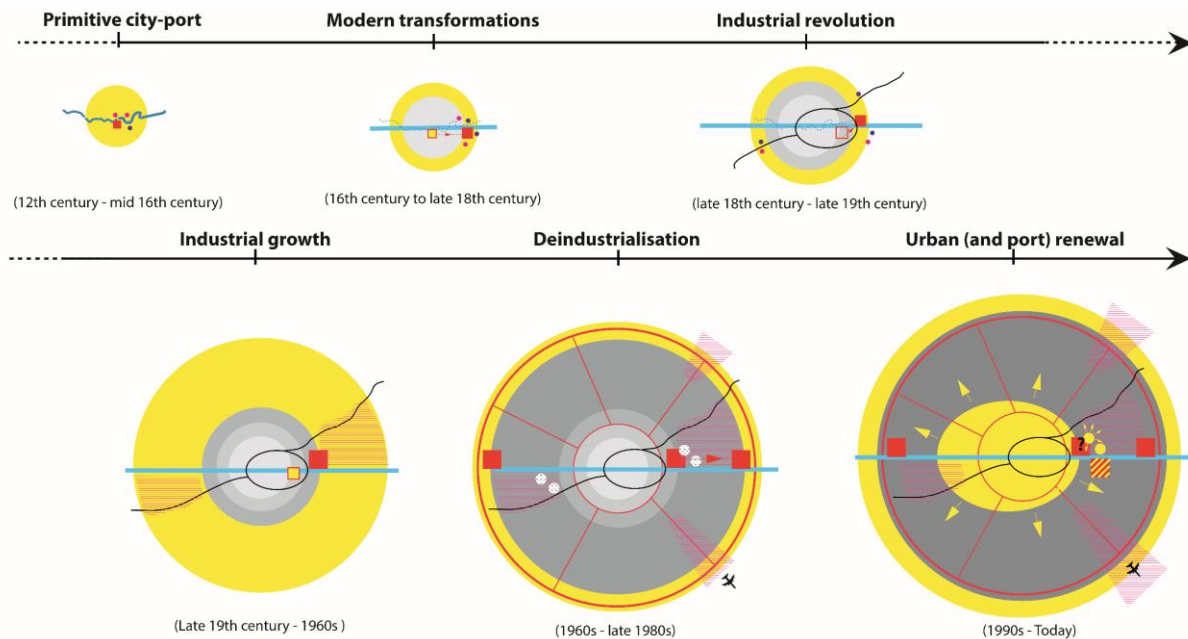 Primitive city-port
Modern transformations
Industrial revolution
(12th century - mid 16th century)
(16th century to late 18th century)
(late 18th century - late 19th century)
Industrial growth
Deindustrialisation
Urban (and port) renewal
?
(Late 19th century - 1960s )
(1960s - late 1980s)
(1990s - Today)